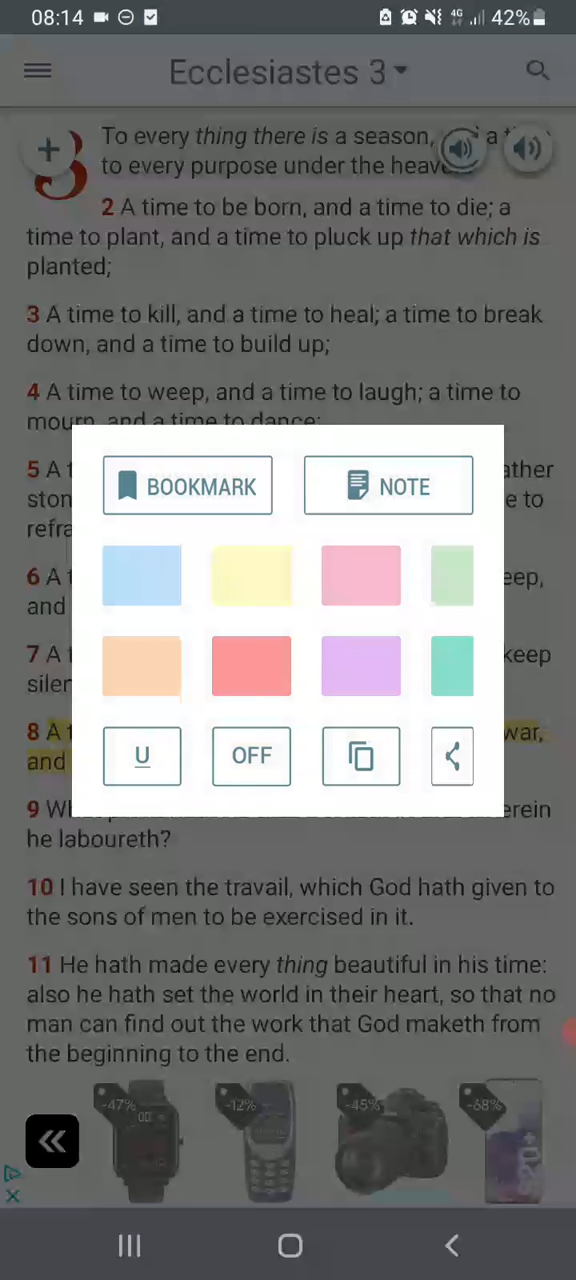 08:14 4G 42%
Ecclesiastes 3
3 To every thing there is a season, a
to every purpose under the
2 A time to be born, and a time to die; a
time to plant, and a time to pluck up that which is
planted;
3 A time to kill, and a time to heal; a time to break
down, and a time to build up;
4 A time to weep, and a time to laugh; a time to
mourn, and a time to dance;
5 A
to
6 A
and
7 A keep
8 A war,
and
BOOKMARK NOTE
U OFF
9
he laboureth?
10 I have seen the travail, which God hath given to
the sons of men to be exercised in it.
11 He hath made every thing beautiful in his time:
also he hath set the world in their heart, so that no
man can find out the work that God maketh from
the beginning to the end.
-47% -12% -45% -68%